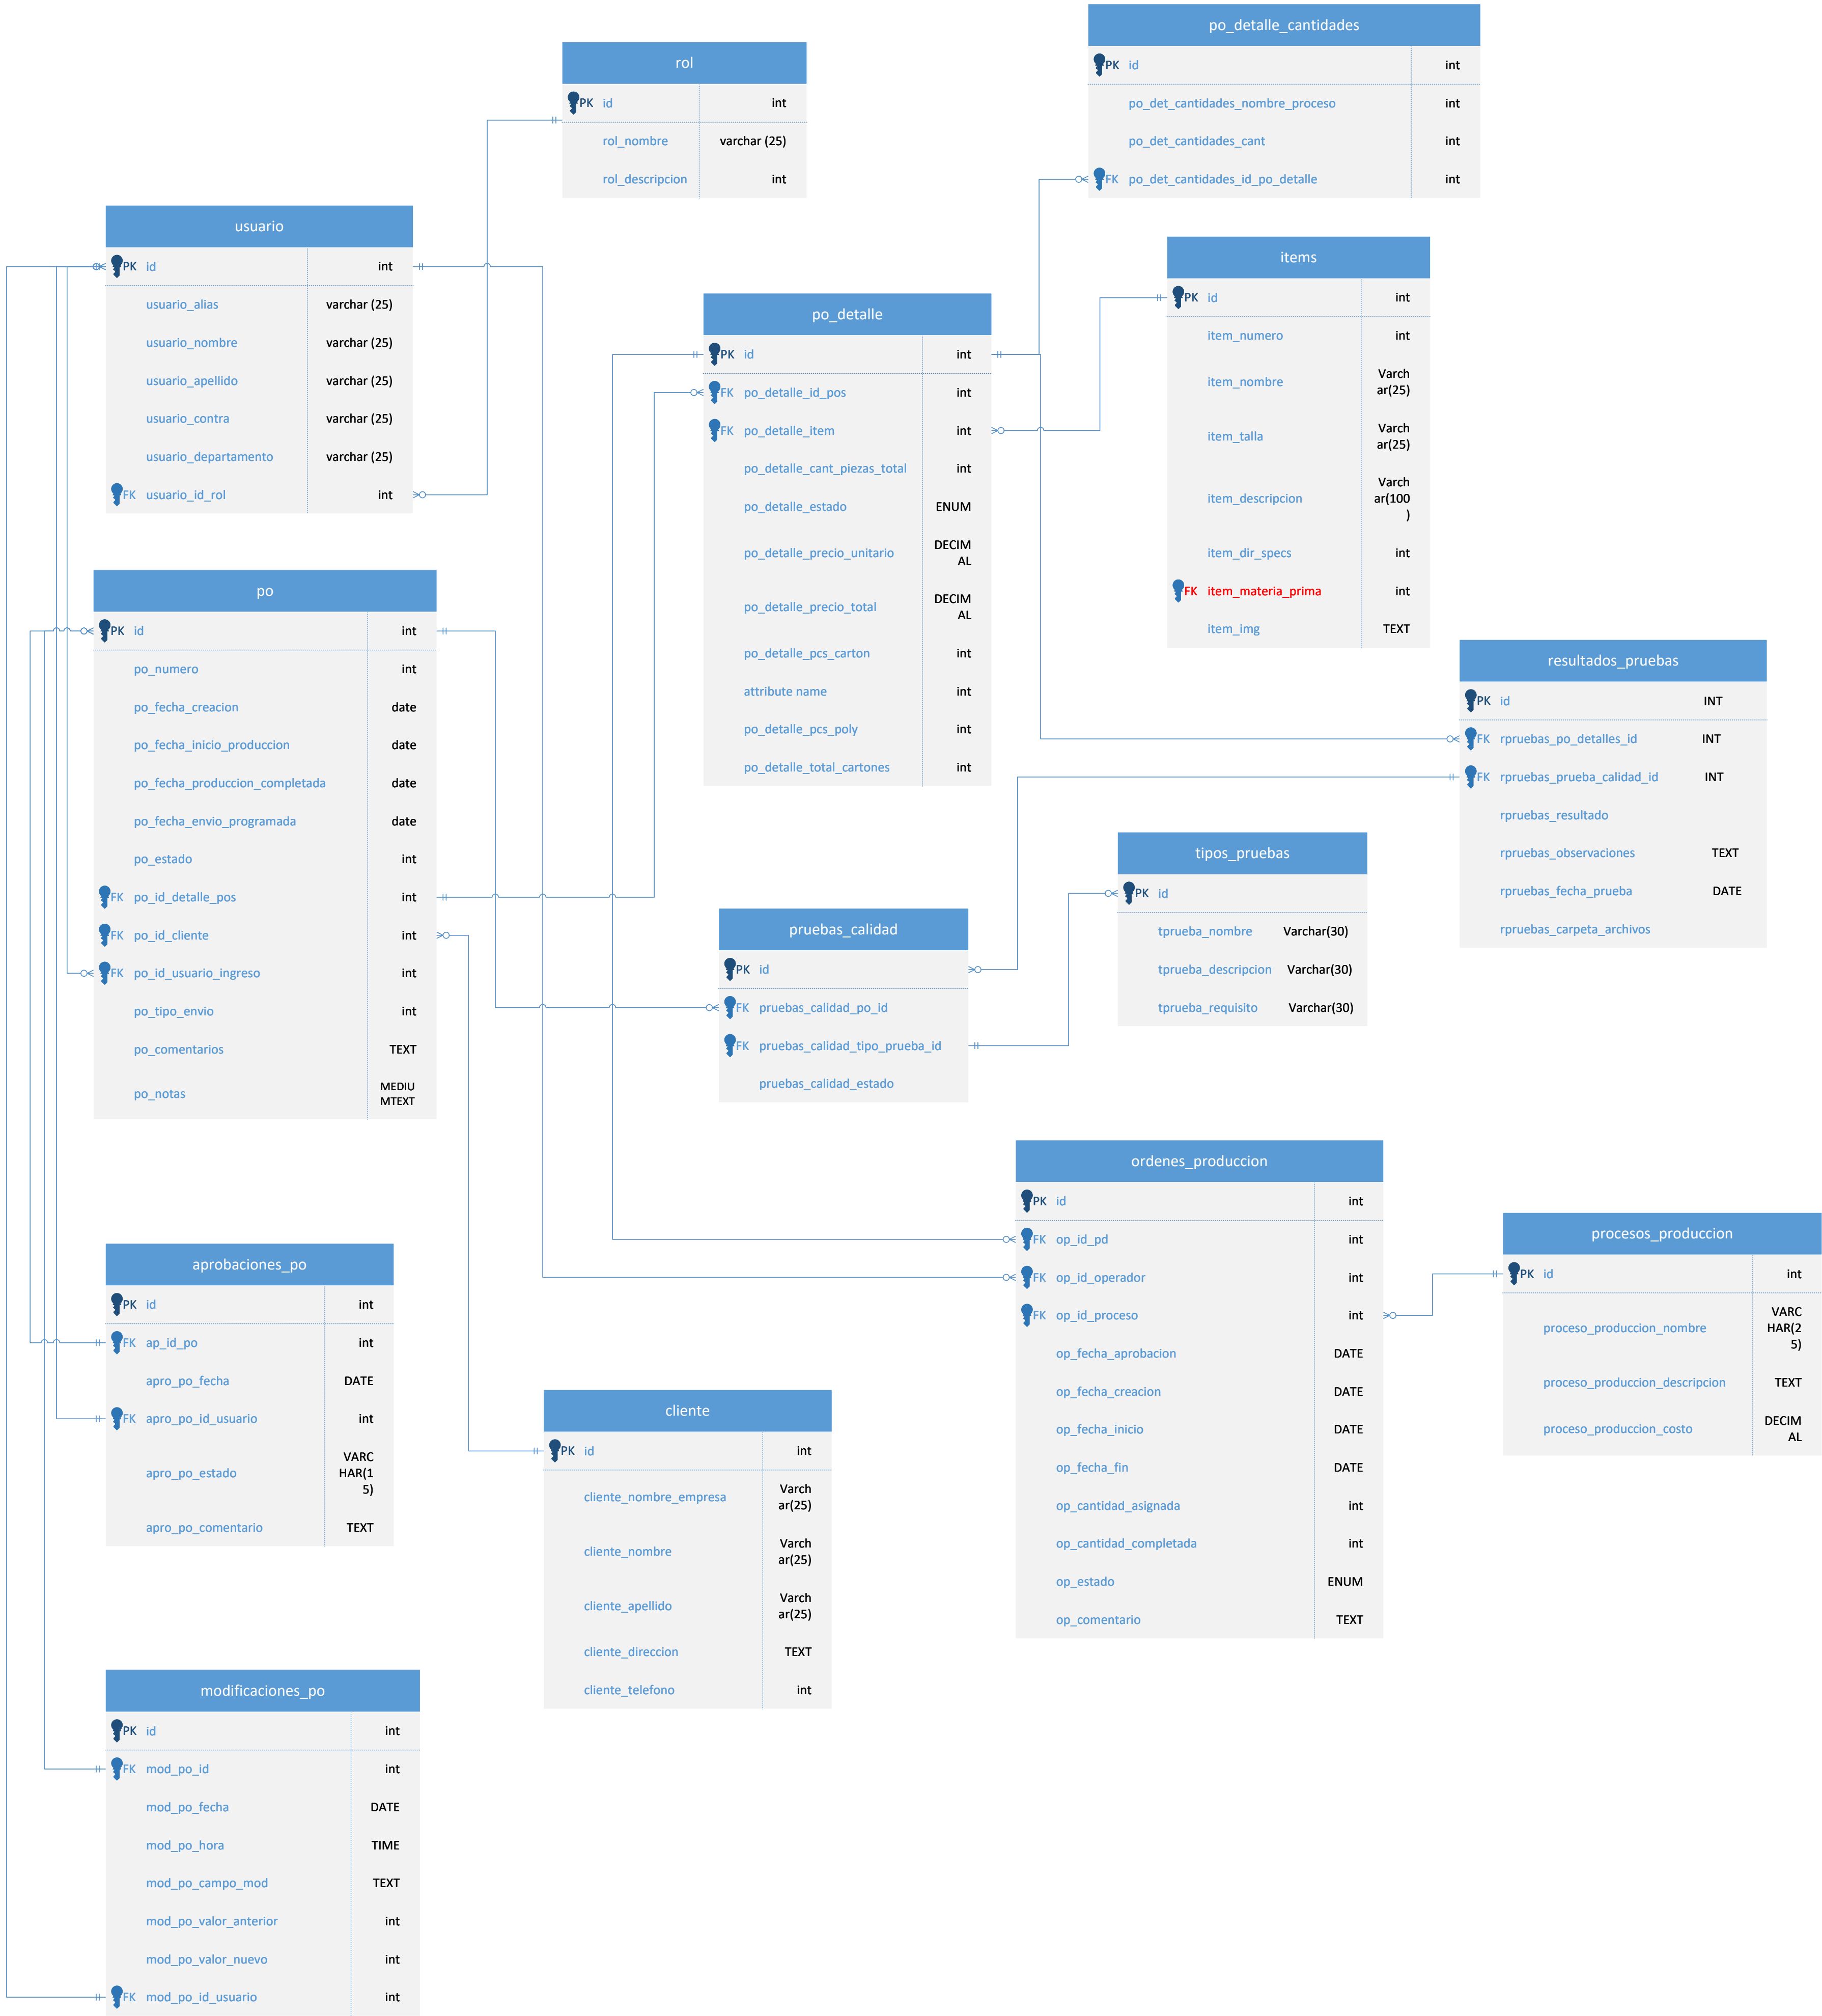 po_detalle_cantidades
PK id int
po_det_cantidades_nombre_proceso int
po_det_cantidades_cant int
FK po_det_cantidades_id_po_detalle int
rol
PK id int
rol_nombre varchar (25)
rol_descripcion int
usuario
PK id int
usuario_alias varchar (25)
usuario_nombre varchar (25)
usuario_apellido varchar (25)
usuario_contra varchar (25)
usuario_departamento varchar (25)
FK usuario_id_rol int
items
PK id int
item_numero int
item_nombre Varch
ar(25)
item_talla Varch
ar(25)
item_descripcion Varch
ar(100
)
item_dir_specs int
FK item_materia_prima int
item_img TEXT
po_detalle
PK id int
FK po_detalle_id_pos int
FK po_detalle_item int
po_detalle_cant_piezas_total int
po_detalle_estado ENUM
po_detalle_precio_unitario DECIM
AL
po_detalle_precio_total DECIM
AL
po_detalle_pcs_carton int
attribute name int
po_detalle_pcs_poly int
po_detalle_total_cartones int
po
PK id int
po_numero int
po_fecha_creacion date
po_fecha_inicio_produccion date
po_fecha_produccion_completada date
po_fecha_envio_programada date
po_estado int
FK po_id_detalle_pos int
FK po_id_cliente int
FK po_id_usuario_ingreso int
po_tipo_envio int
po_comentarios TEXT
po_notas MEDIU
MTEXT
resultados_pruebas
PK id INT
FK rpruebas_po_detalles_id INT
FK rpruebas_prueba_calidad_id INT
rpruebas_resultado
rpruebas_observaciones TEXT
rpruebas_fecha_prueba DATE
rpruebas_carpeta_archivos
tipos_pruebas
PK id
tprueba_nombre Varchar(30)
tprueba_descripcion Varchar(30)
tprueba_requisito Varchar(30)
pruebas_calidad
PK id
FK pruebas_calidad_po_id
FK pruebas_calidad_tipo_prueba_id
pruebas_calidad_estado
ordenes_produccion
PK id int
FK op_id_pd int
FK op_id_operador int
FK op_id_proceso int
op_fecha_aprobacion DATE
op_fecha_creacion DATE
op_fecha_inicio DATE
op_fecha_fin DATE
op_cantidad_asignada int
op_cantidad_completada int
op_estado ENUM
op_comentario TEXT
procesos_produccion
PK id int
proceso_produccion_nombre VARC
HAR(2
5)
proceso_produccion_descripcion TEXT
proceso_produccion_costo DECIM
AL
aprobaciones_po
PK id int
FK ap_id_po int
apro_po_fecha DATE
FK apro_po_id_usuario int
apro_po_estado VARC
HAR(1
5)
apro_po_comentario TEXT
cliente
PK id int
cliente_nombre_empresa Varch
ar(25)
cliente_nombre Varch
ar(25)
cliente_apellido Varch
ar(25)
cliente_direccion TEXT
cliente_telefono int
modificaciones_po
PK id int
FK mod_po_id int
mod_po_fecha DATE
mod_po_hora TIME
mod_po_campo_mod TEXT
mod_po_valor_anterior int
mod_po_valor_nuevo int
FK mod_po_id_usuario int